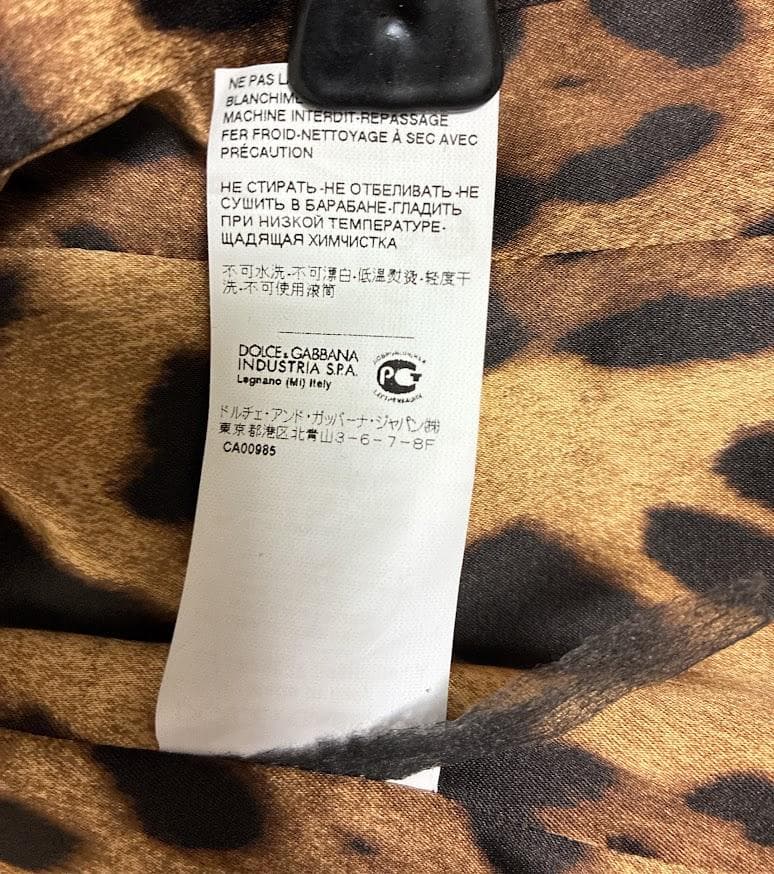 NE PAS
BLANCHIME
MACHINE INTERDIT-REPASSAGE
FER FROID-NETTOYAGE À SEC AVEC
PRÉCAUTION
НЕ СТИРАТЬ-НЕ ОТБЕЛИВАТЬ-НЕ
СУШИТЬ В БАРАБАНЕ-ГЛАДИТЬ
ПРИ НИЗКОЙ ТЕМПЕРАТУРЕ-
ЩАДЯЩАЯ ХИМЧИСТКА
不可水洗-不可漂白-低温熨烫-轻度干
洗-不可使用滚筒
DOLCE & GABBANA
INDUSTRIA S.P.A.
Legnano (MI) Italy
РСТ
ドルチェ・アンド・ガッバーナ・ジャパン㈱
東京都港区北青山3-6-7-8F
CA00985